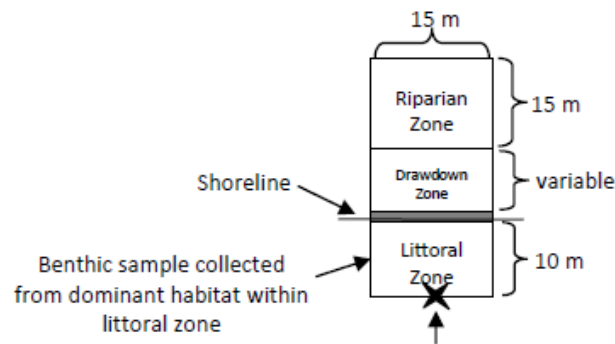 15 m
Riparian
Zone
15 m
Drawdown
Zone
variable
Shoreline
Littoral
Zone
10 m
Benthic sample collected
from dominant habitat within
littoral zone